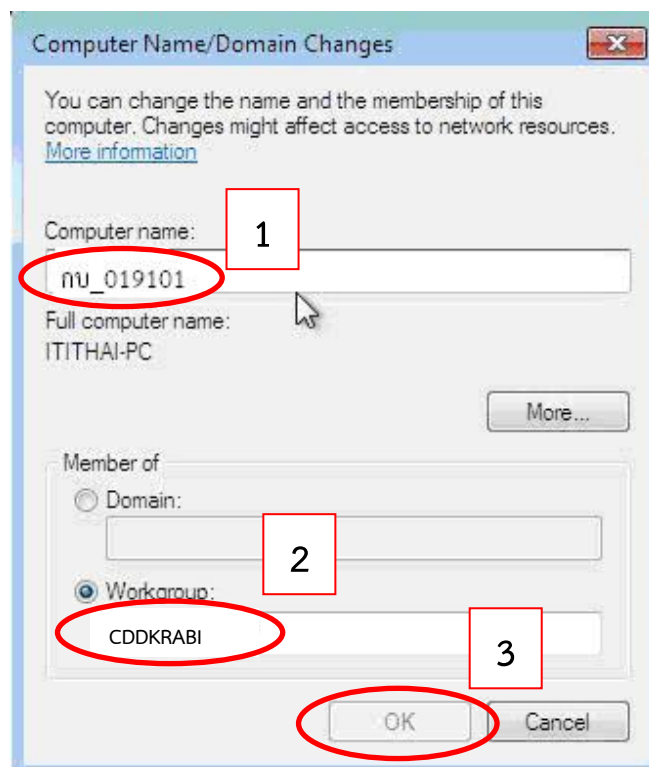 Computer Name/Domain Changes
You can change the name and the membership of this
computer. Changes might affect access to network resources.
More information
1
Computer name:
กบ_019101
Full computer name:
ITITHAI-PC
More...
Member of
Domain:
2
Workgroup:
CDDKRABI
3
OK
Cancel